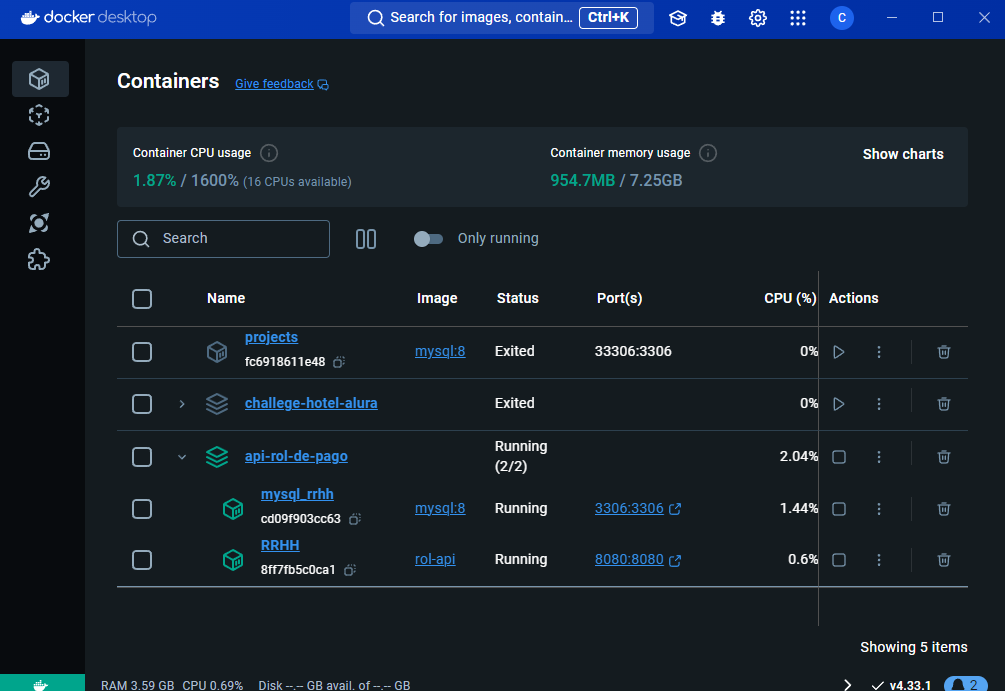 docker desktop
Search for images, contain... Ctrl+K
C
Containers Give feedback
Container CPU usage
1.87% / 1600% (16 CPUs available)
Container memory usage
954.7MB / 7.25GB
Show charts
Search
Only running
Name Image Status Port(s) CPU (%) Actions
projects
fc6918611e48
mysql:8 Exited 33306:3306 0%
challege-hotel-alura Exited 0%
api-rol-de-pago
Running
(2/2)
2.04%
mysql_rrhh
cd09f903cc63
mysql:8 Running 3306:3306 1.44%
RRHH
8ff7fb5c0ca1
rol-api Running 8080:8080 0.6%
Showing 5 items
RAM 3.59 GB CPU 0.69% Disk --.-- GB avail. of --.-- GB
v4.33.1
2